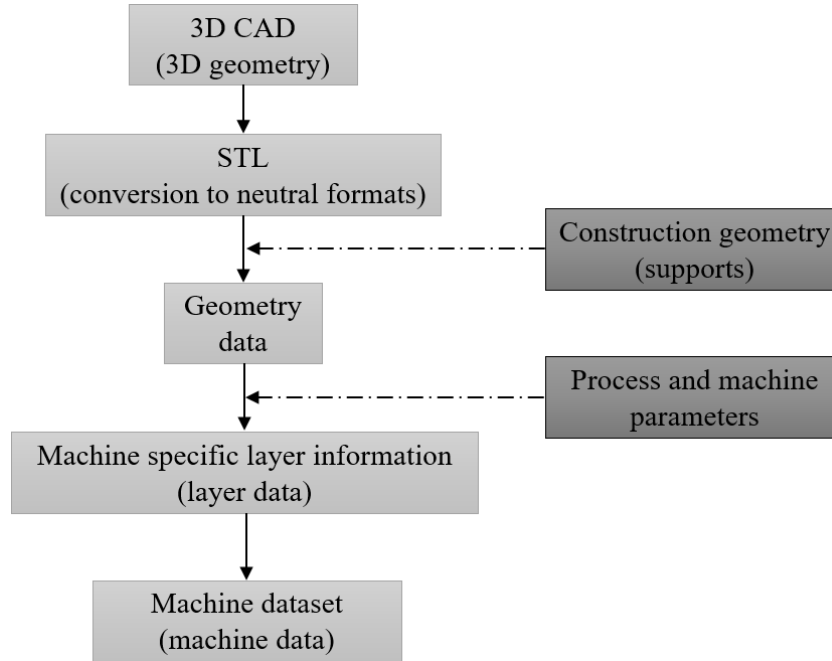 3D CAD
(3D geometry)
STL
(conversion to neutral formats)
Construction geometry
(supports)
Geometry
data
Process and machine
parameters
Machine specific layer information
(layer data)
Machine dataset
(machine data)